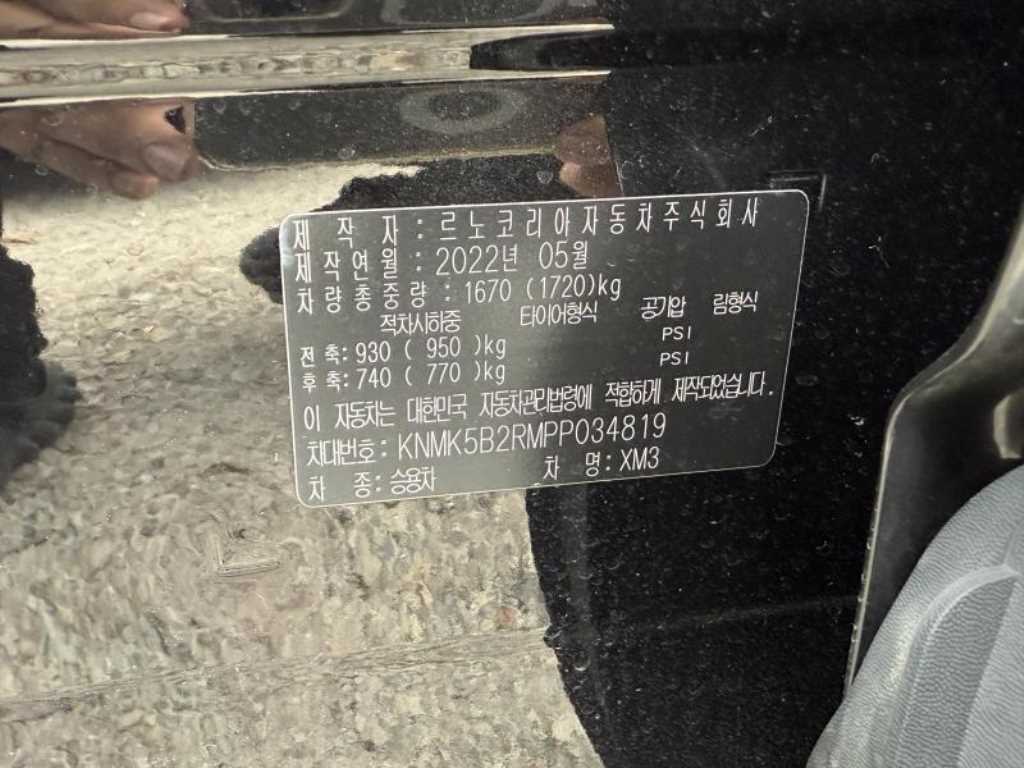 제 작 자 : 르노코리아자동차주식회사
제작연월 : 2022년 05월
차량총중량 : 1670 (1720)kg
적차시하중 타이어형식 공기압 림형식
전 축: 930 ( 950 )kg PSI
후 축: 740 ( 770 )kg PSI
이 자동차는 대한민국 자동차관리법령에 적합하게 제작되었습니다.
차대번호: KNMK5B2RMPP034819
차 종: 승용차 차 명: XM3